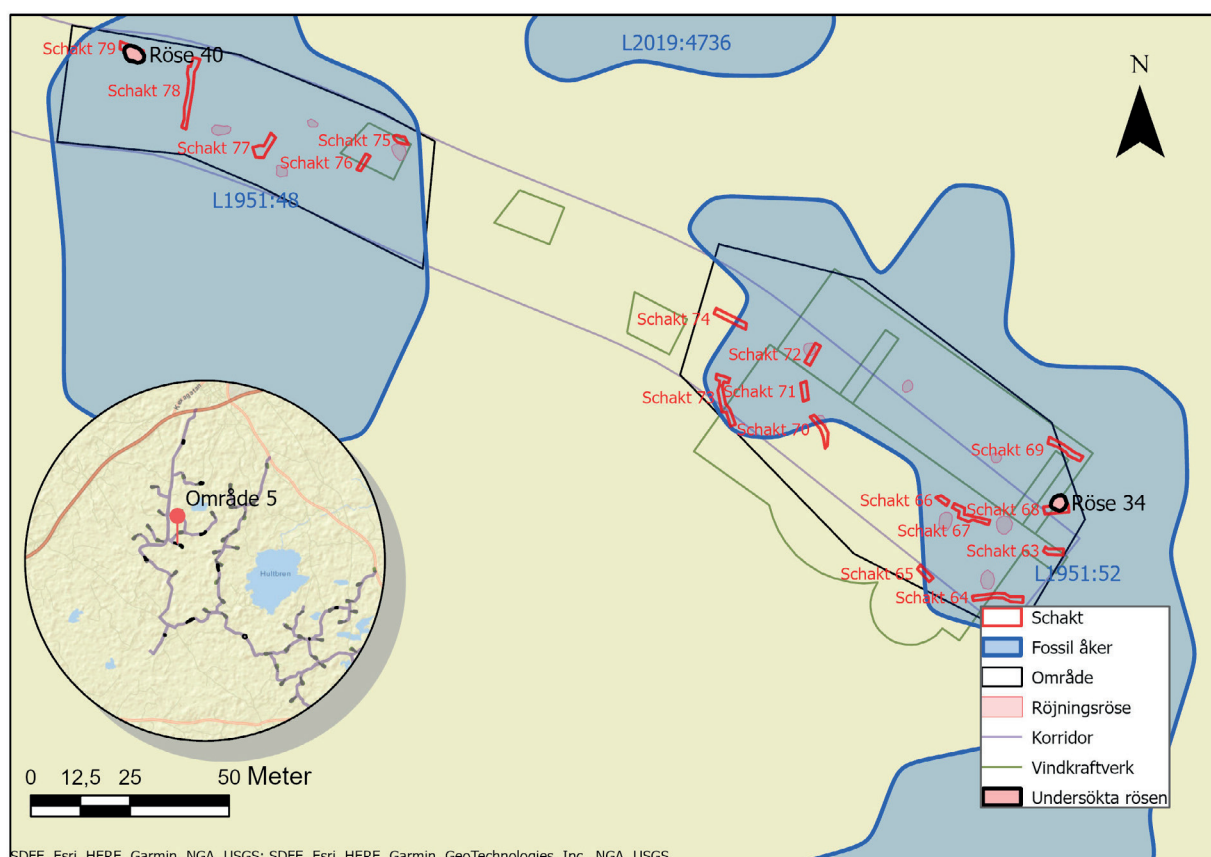 Schakt 79
Röse 40
Schakt 78
Schakt 77
Schakt 76
Schakt 75
L1951:48
L2019:4736
N
Schakt 74
Schakt 72
Schakt 71
Schakt 73
Schakt 70
Schakt 69
Schakt 66
Schakt 68
Röse 34
Schakt 67
Schakt 63
Schakt 65
L1951:52
Schakt 64
Område 5
Hultbren
0 12,5 25 50 Meter
Schakt
Fossil åker
Område
Röjningsröse
Korridor
Vindkraftverk
Undersökta rösen
SDFE, Esri, HERE, Garmin, NGA, USGS; SDFE, Esri, HERE, Garmin, GeoTechnologies, Inc., NGA, USGS